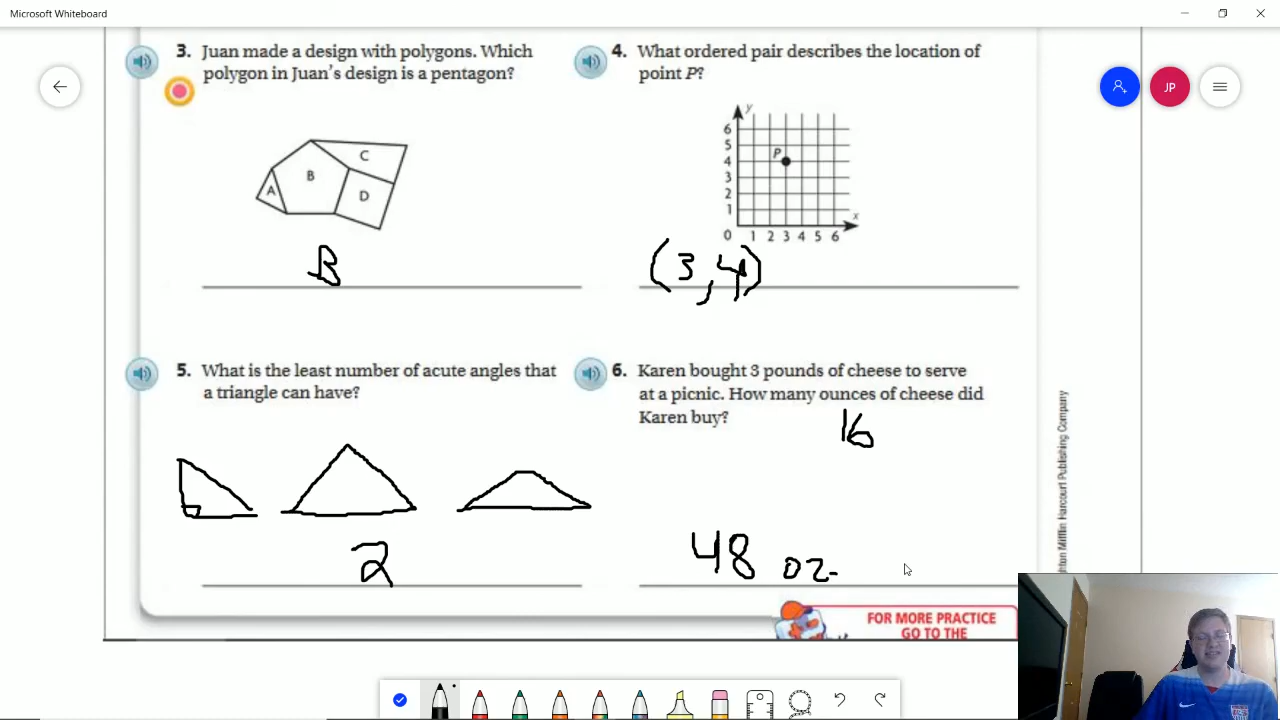 Microsoft Whiteboard
JP
3. Juan made a design with polygons. Which
polygon in Juan's design is a pentagon?
A
B
C
D
B
4. What ordered pair describes the location of
point P?
y
6
5
4
3
2
1
P
x
0 1 2 3 4 5 6
(3,4)
5. What is the least number of acute angles that
a triangle can have?
2
6. Karen bought 3 pounds of cheese to serve
at a picnic. How many ounces of cheese did
Karen buy?
16
48 oz
Mifflin Harcourt Publishing Company
FOR MORE PRACTICE
GO TO THE